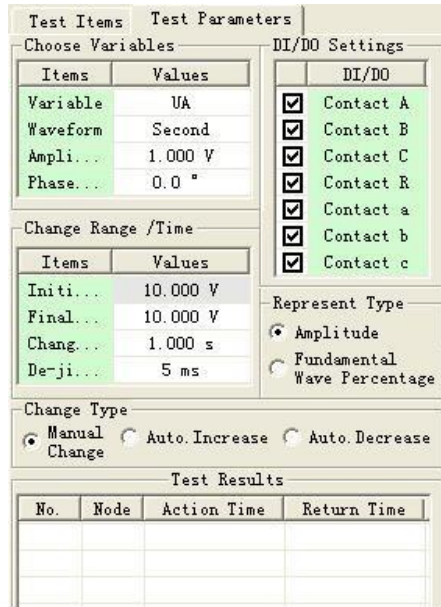 Test Items Test Parameters
Choose Variables
Items Values
Variable UA
Waveform Second
Ampli... 1.000 V
Phase... 0.0 °
DI/DO Settings
DI/DO
Contact A
Contact B
Contact C
Contact R
Contact a
Contact b
Contact c
Change Range /Time
Items Values
Initi... 10.000 V
Final... 10.000 V
Chang... 1.000 s
De-ji... 5 ms
Represent Type
Amplitude
Fundamental
Wave Percentage
Change Type
Manual
Change
Auto.Increase
Auto.Decrease
Test Results
No. Node Action Time Return Time